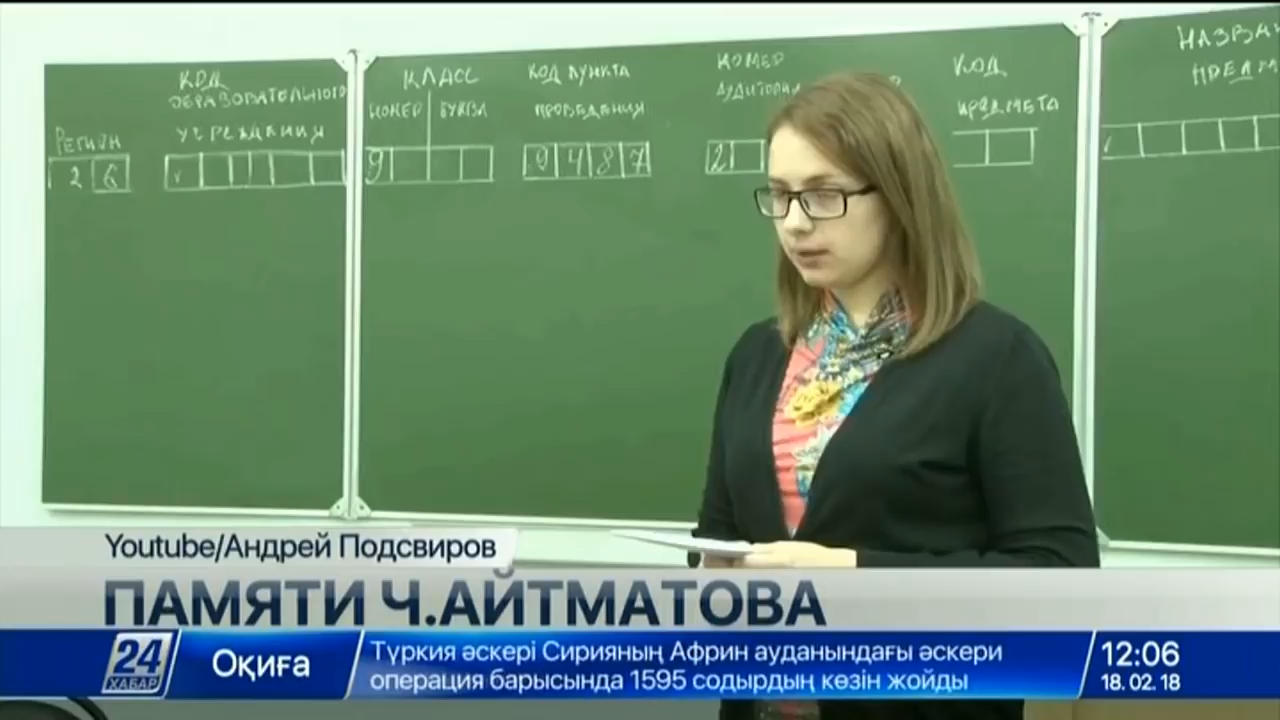 КОД
ОБРАЗОВАТЕЛЬНОГО
УЧРЕЖДЕНИЯ
РЕГИОН
2 6
КЛАСС
НОМЕР БУКВА
9
КОД ПУНКТА
ПРОВЕДЕНИЯ
9 4 8 7
НОМЕР
АУДИТОРИ
2
КОД
ПРЕДМЕТА
НАЗВАН
ПРЕДМ
Youtube/Андрей Подсвиров
ПАМЯТИ Ч.АЙТМАТОВА
24
ХАБАР
Оқиға
Түркия әскері Сирияның Африн ауданындағы әскери
операция барысында 1595 содырдың көзін жойды
12:06
18. 02. 18